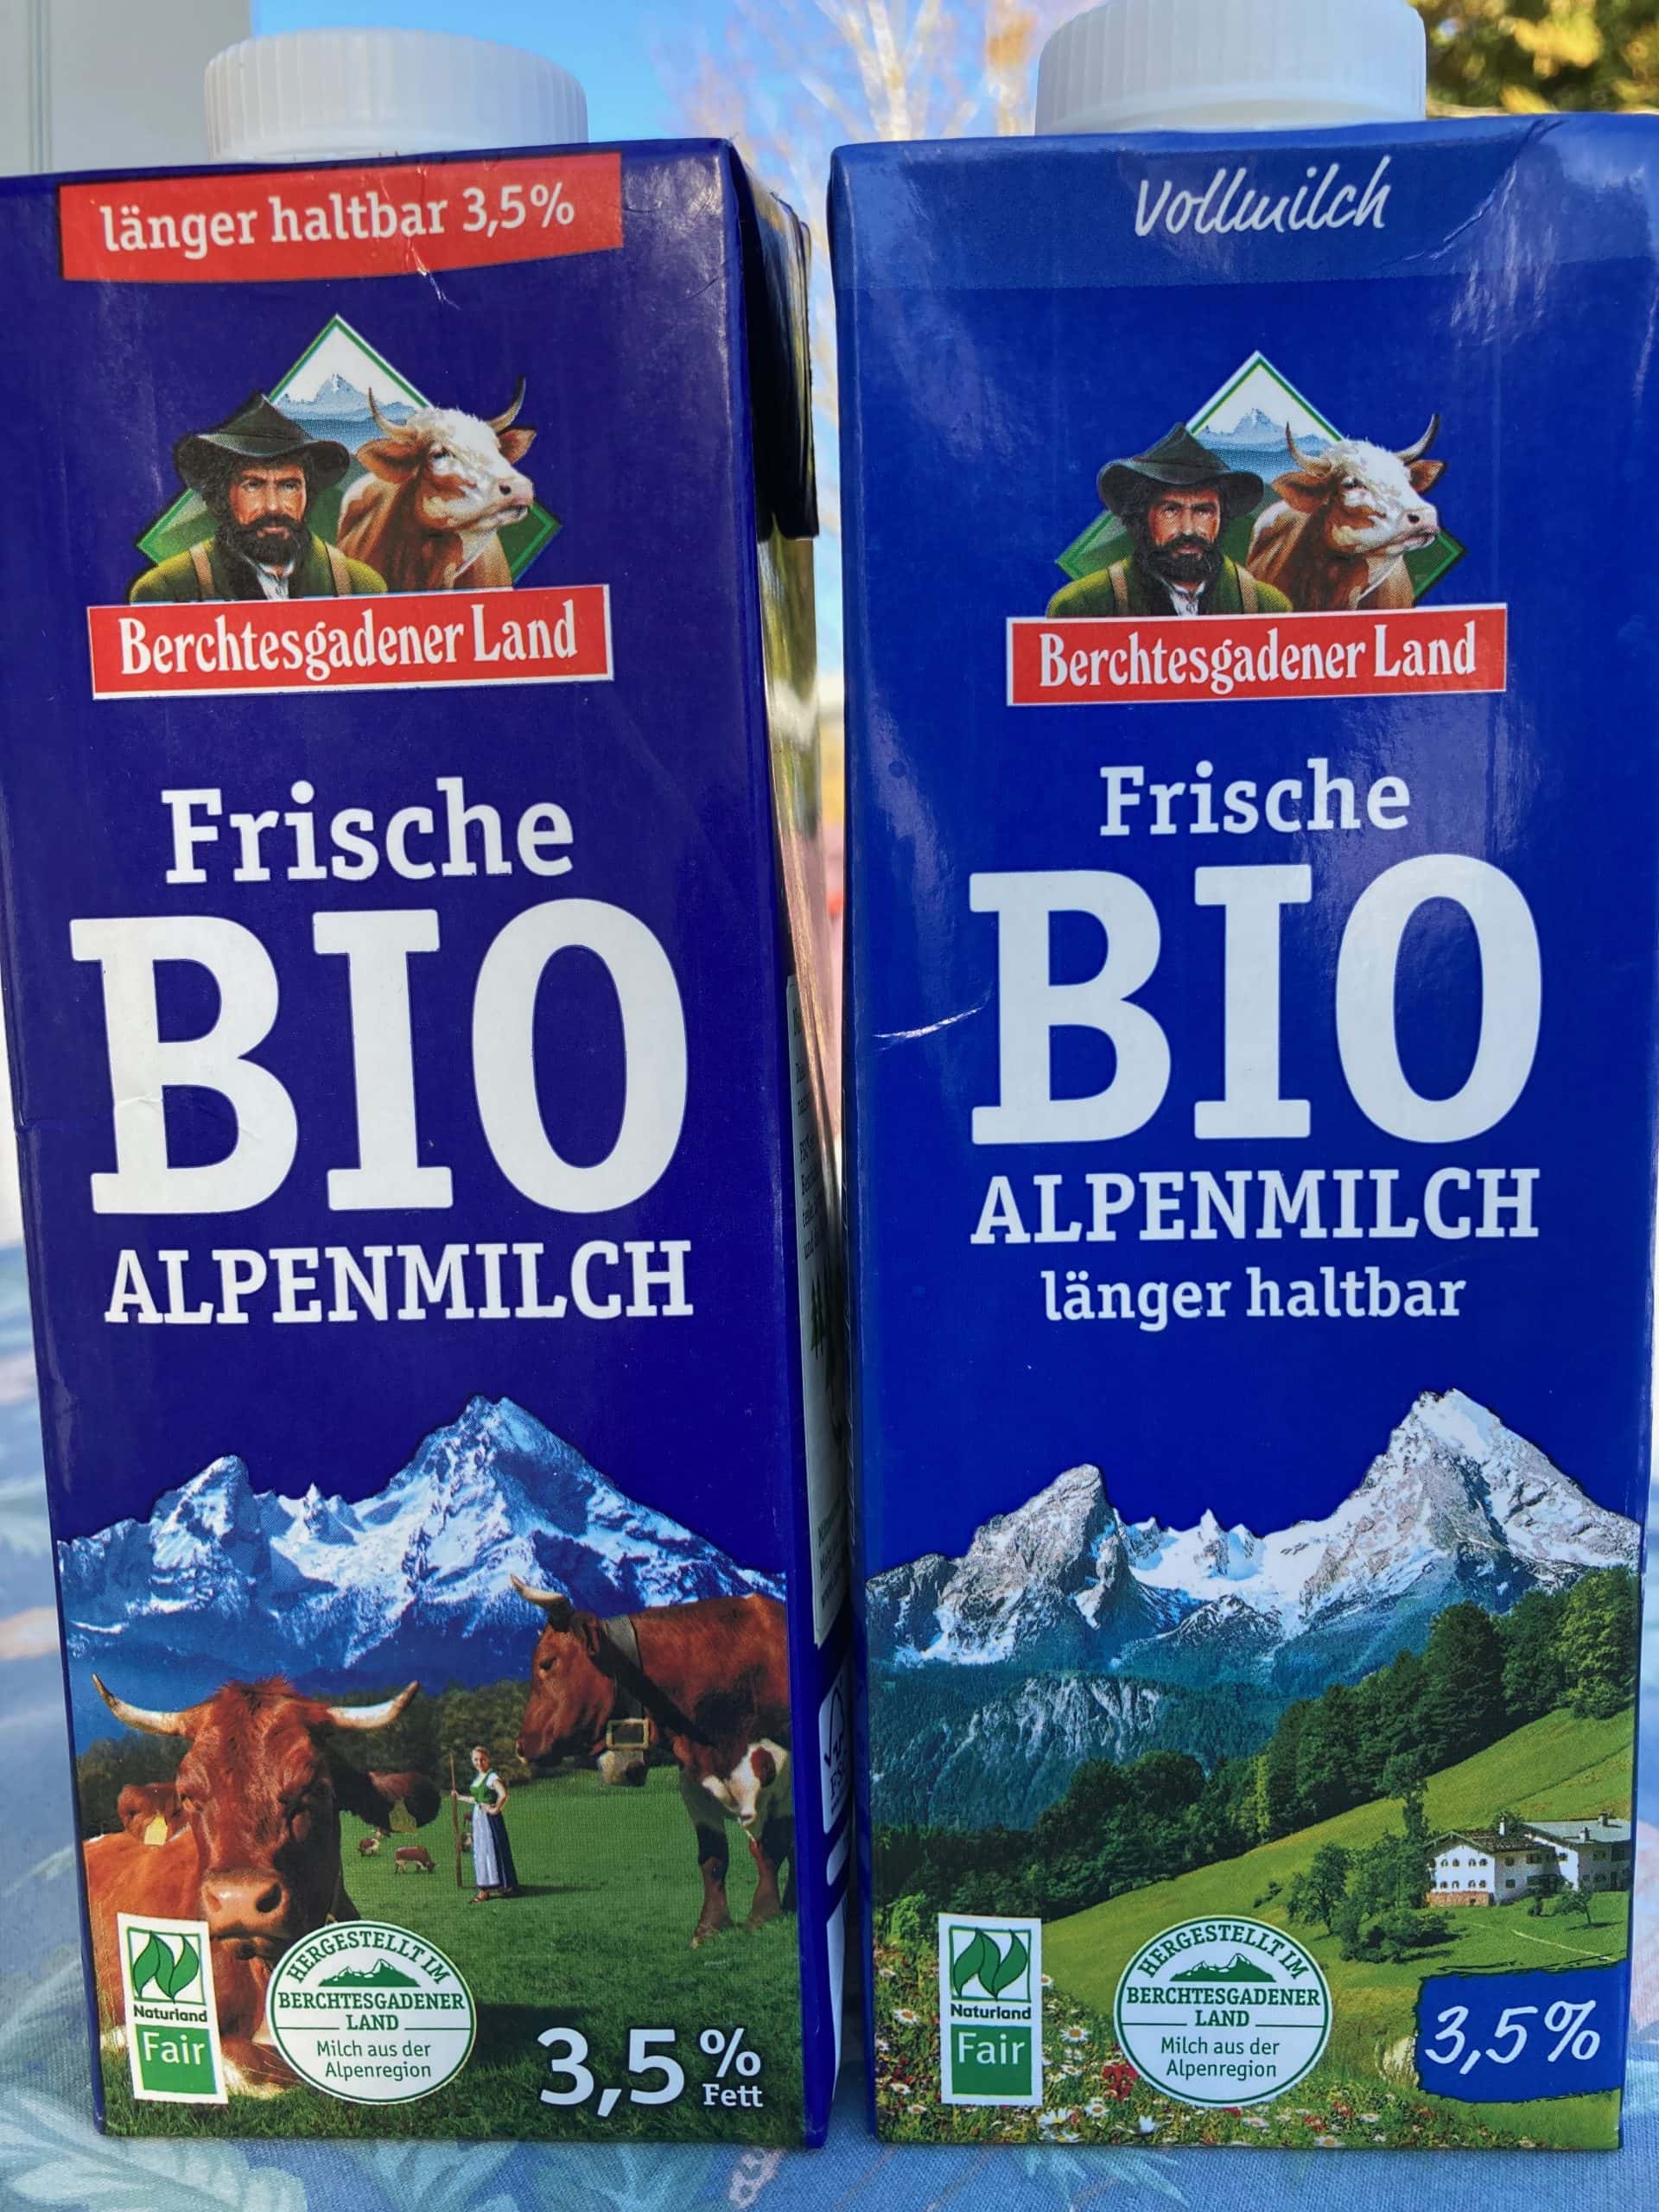 länger haltbar 3,5%
Berchtesgadener Land
Frische
BIO
ALPENMILCH
Naturland
Fair
HERGESTELLT IM
BERCHTESGADENER
LAND
Milch aus der
Alpenregion
3,5 %
Fett
Vollmilch
Berchtesgadener Land
Frische
BIO
ALPENMILCH
länger haltbar
Naturland
Fair
HERGESTELLT IM
BERCHTESGADENER
LAND
Milch aus der
Alpenregion
3,5%